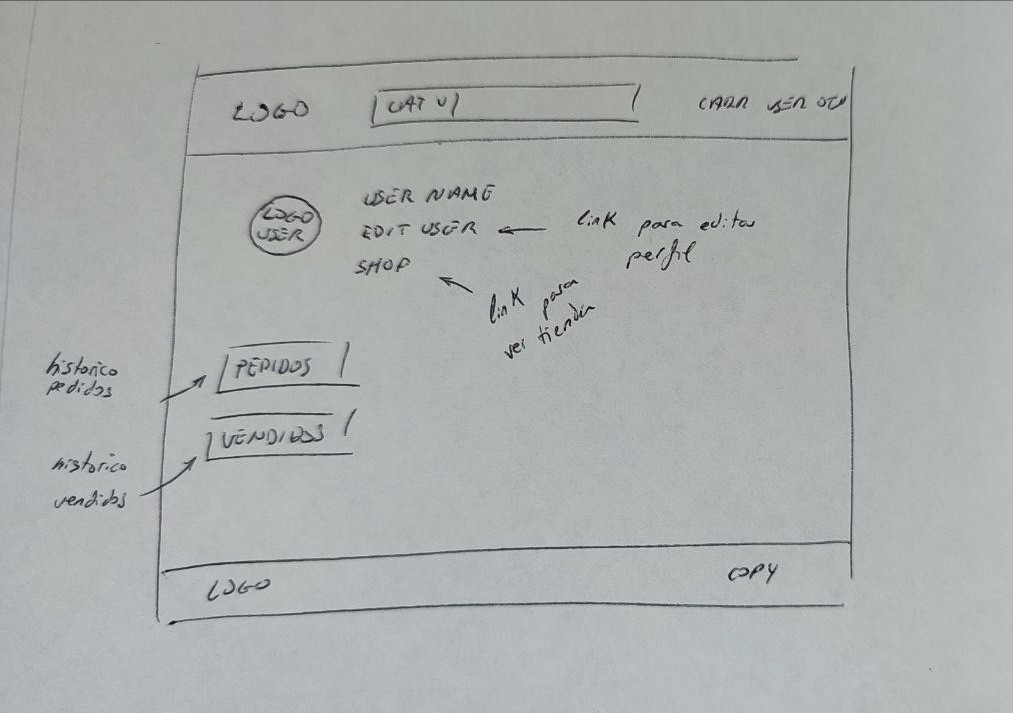 LOGO
CAT V
CARR USER
LOGO
USER
USER NAME
EDIT USER
SHOP
link para editar
perfil
link para
ver tienda
historico
pedidos
PEDIDOS
VENDIDOS
historico
vendidos
LOGO
COPY